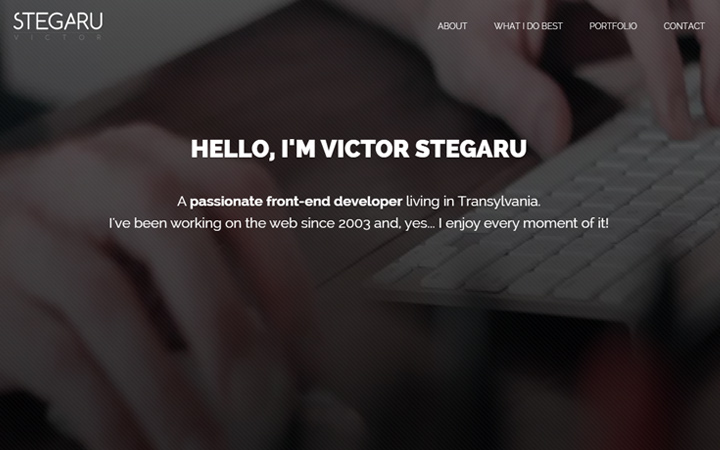 STEGARU
VICTOR
ABOUT WHAT I DO BEST PORTFOLIO CONTACT
HELLO, I'M VICTOR STEGARU
A passionate front-end developer living in Transylvania.
I've been working on the web since 2003 and, yes... I enjoy every moment of it!